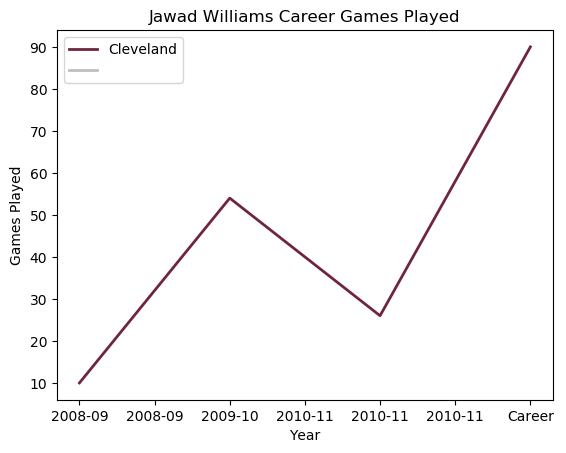 Jawad Williams Career Games Played
Cleveland
Games Played
90
80
70
60
50
40
30
20
10
2008-09 2008-09 2009-10 2010-11 2010-11 2010-11 Career
Year